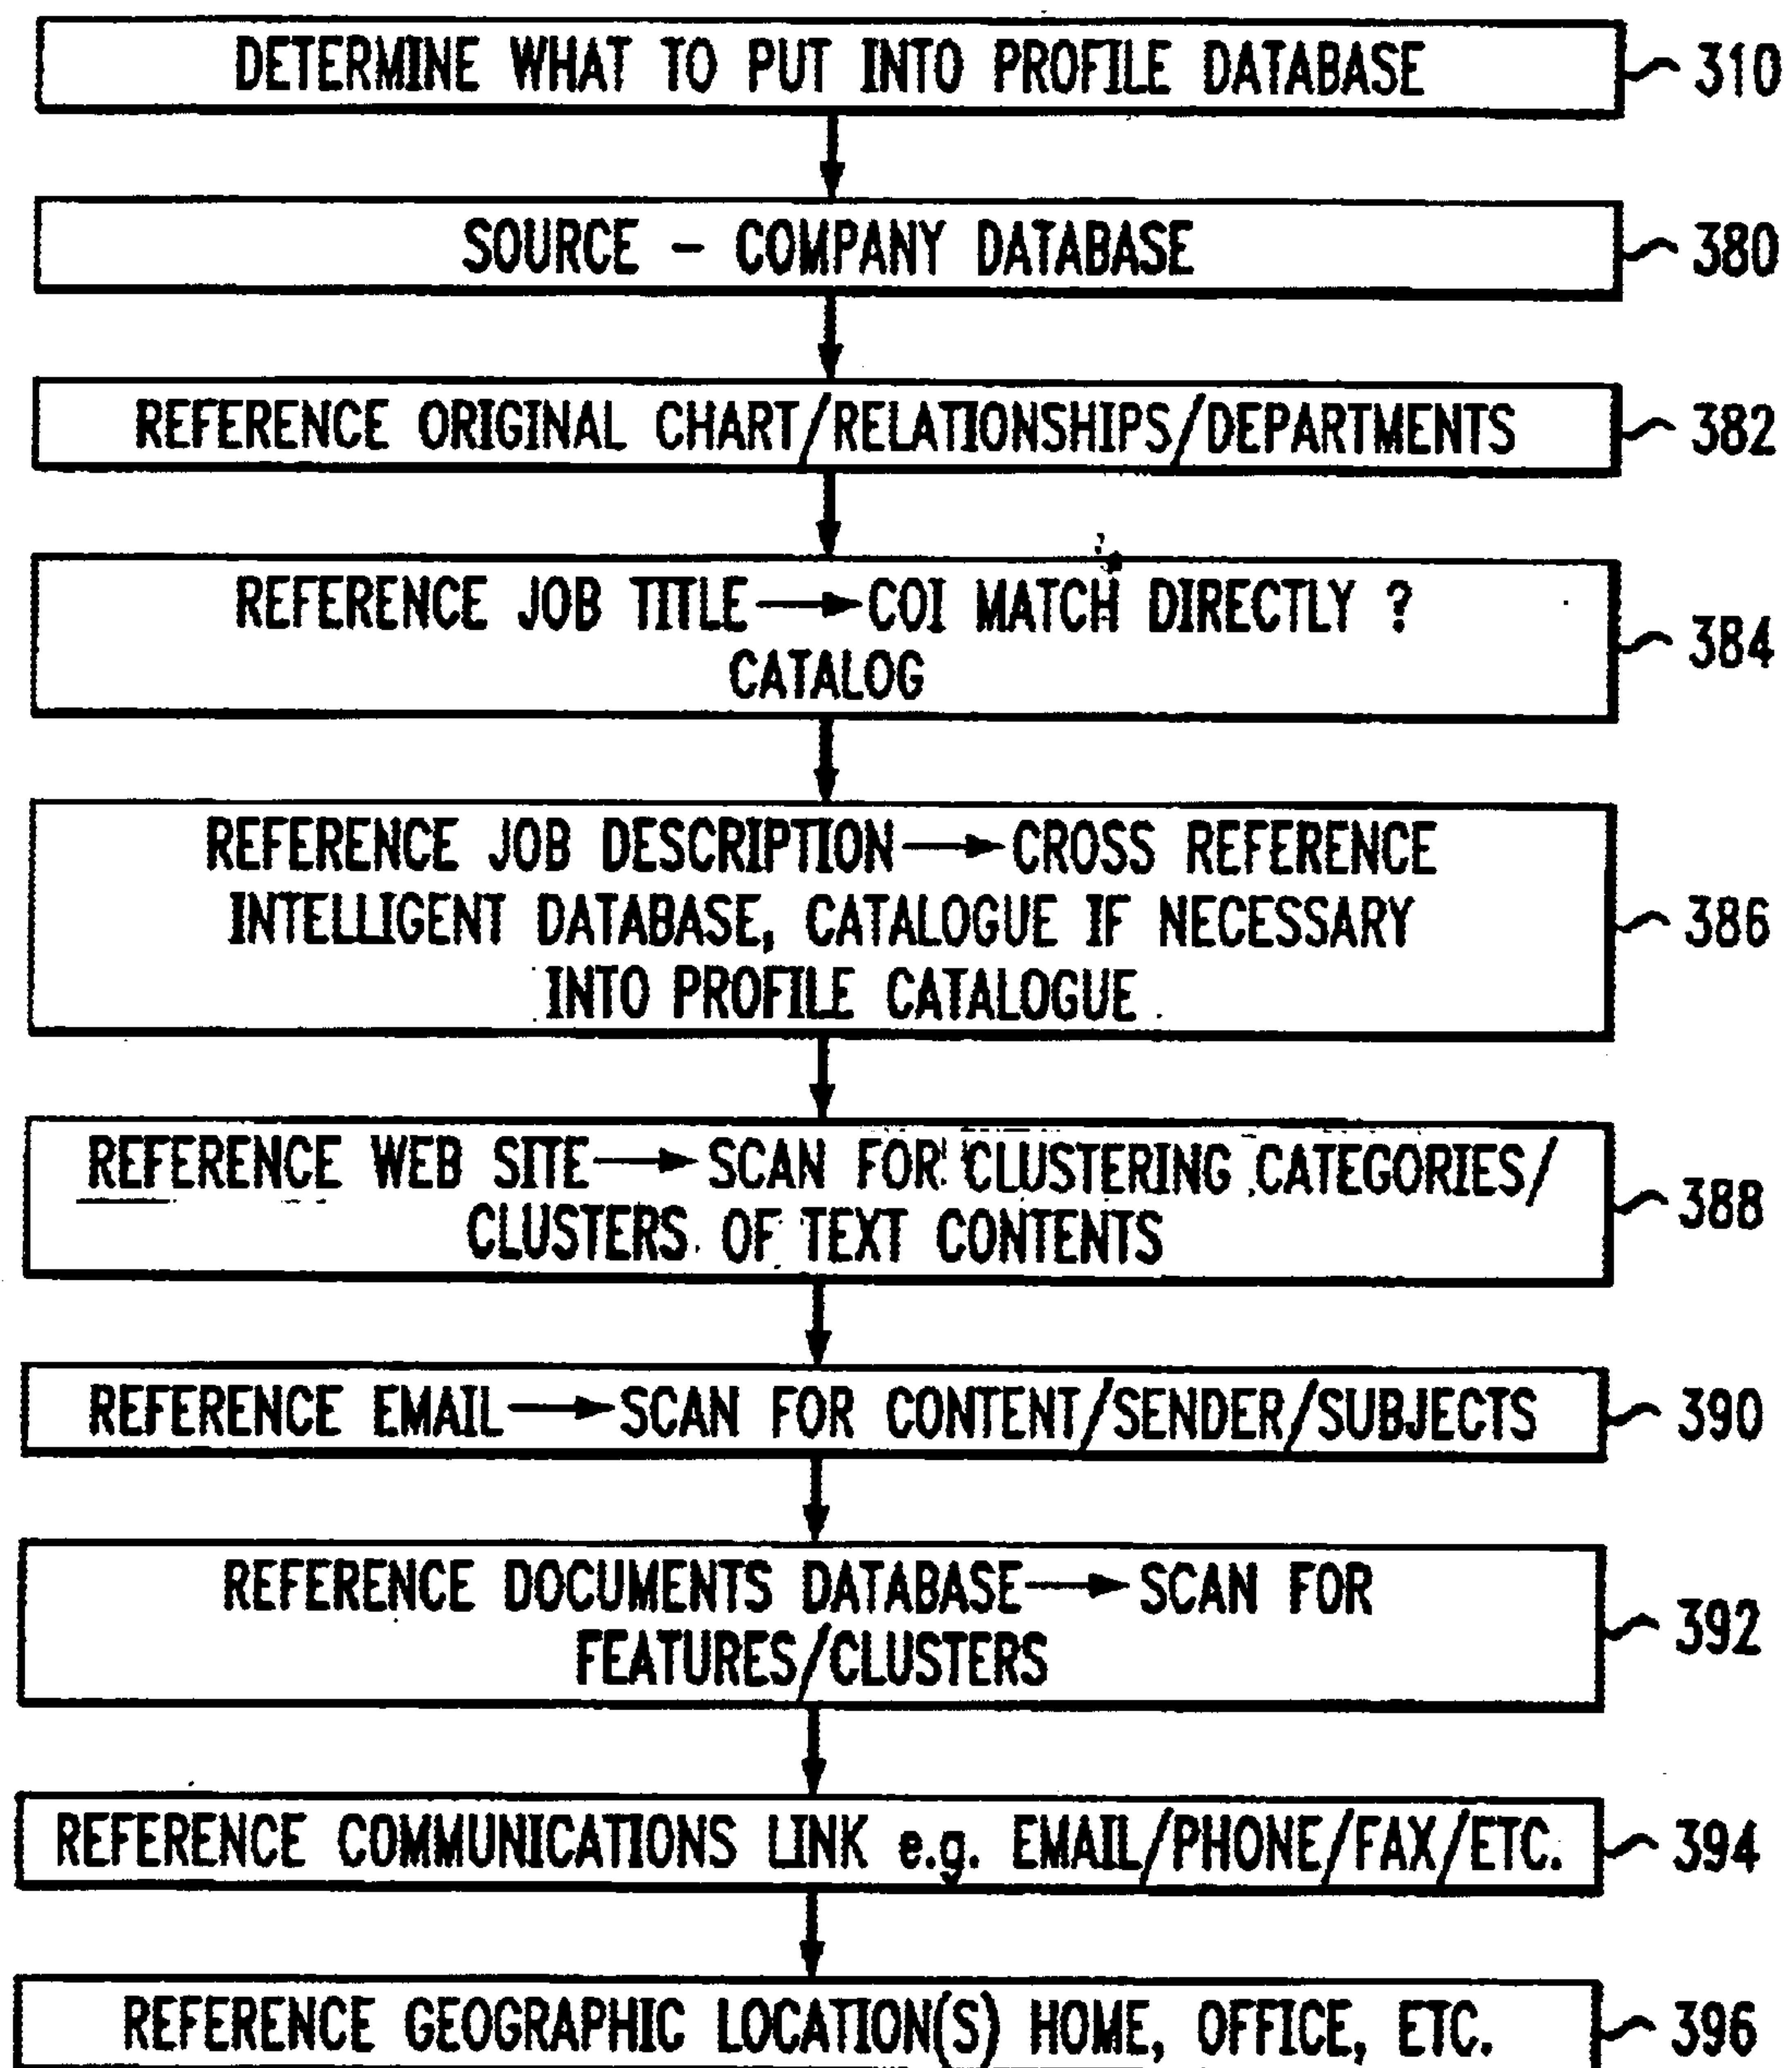 DETERMINE WHAT TO PUT INTO PROFILE DATABASE 310
SOURCE - COMPANY DATABASE 380
REFERENCE ORIGINAL CHART/RELATIONSHIPS/DEPARTMENTS 382
REFERENCE JOB TITLE→COI MATCH DIRECTLY ?
CATALOG
384
REFERENCE JOB DESCRIPTION→CROSS REFERENCE
INTELLIGENT DATABASE, CATALOGUE IF NECESSARY
INTO PROFILE CATALOGUE
386
REFERENCE WEB SITE→SCAN FOR CLUSTERING CATEGORIES/
CLUSTERS OF TEXT CONTENTS
388
REFERENCE EMAIL→SCAN FOR CONTENT/SENDER/SUBJECTS 390
REFERENCE DOCUMENTS DATABASE→SCAN FOR
FEATURES/CLUSTERS
392
REFERENCE COMMUNICATIONS LINK e.g. EMAIL/PHONE/FAX/ETC. 394
REFERENCE GEOGRAPHIC LOCATION(S) HOME, OFFICE, ETC. 396